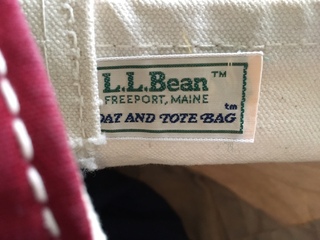 L.L.Bean™
FREEPORT, MAINE
OAT AND TOTE BAG tm